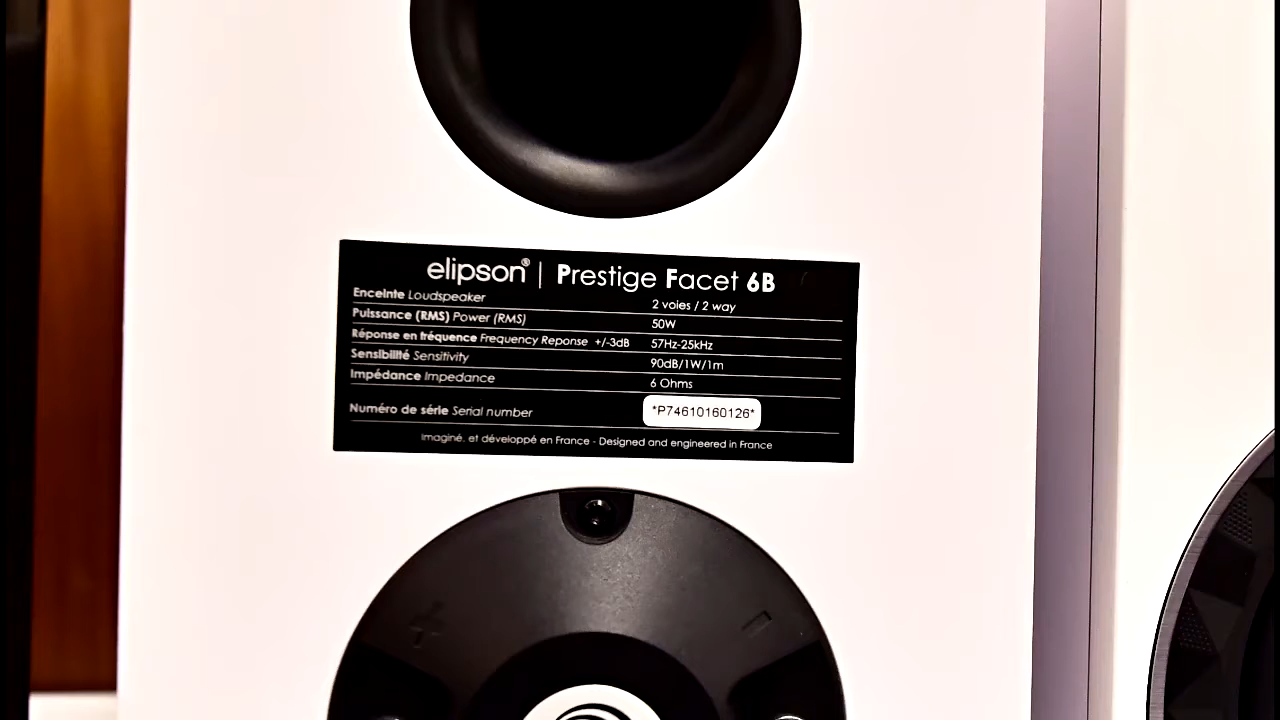 elipson® | Prestige Facet 6B
Enceinte Loudspeaker 2 voies / 2 way
Puissance (RMS) Power (RMS) 50W
Réponse en fréquence Frequency Reponse +/-3dB 57Hz-25kHz
Sensibilité Sensitivity 90dB/1W/1m
Impédance Impedance 6 Ohms
Numéro de série Serial number *P74610160126*
Imaginé. et développé en France - Designed and engineered in France
+ -